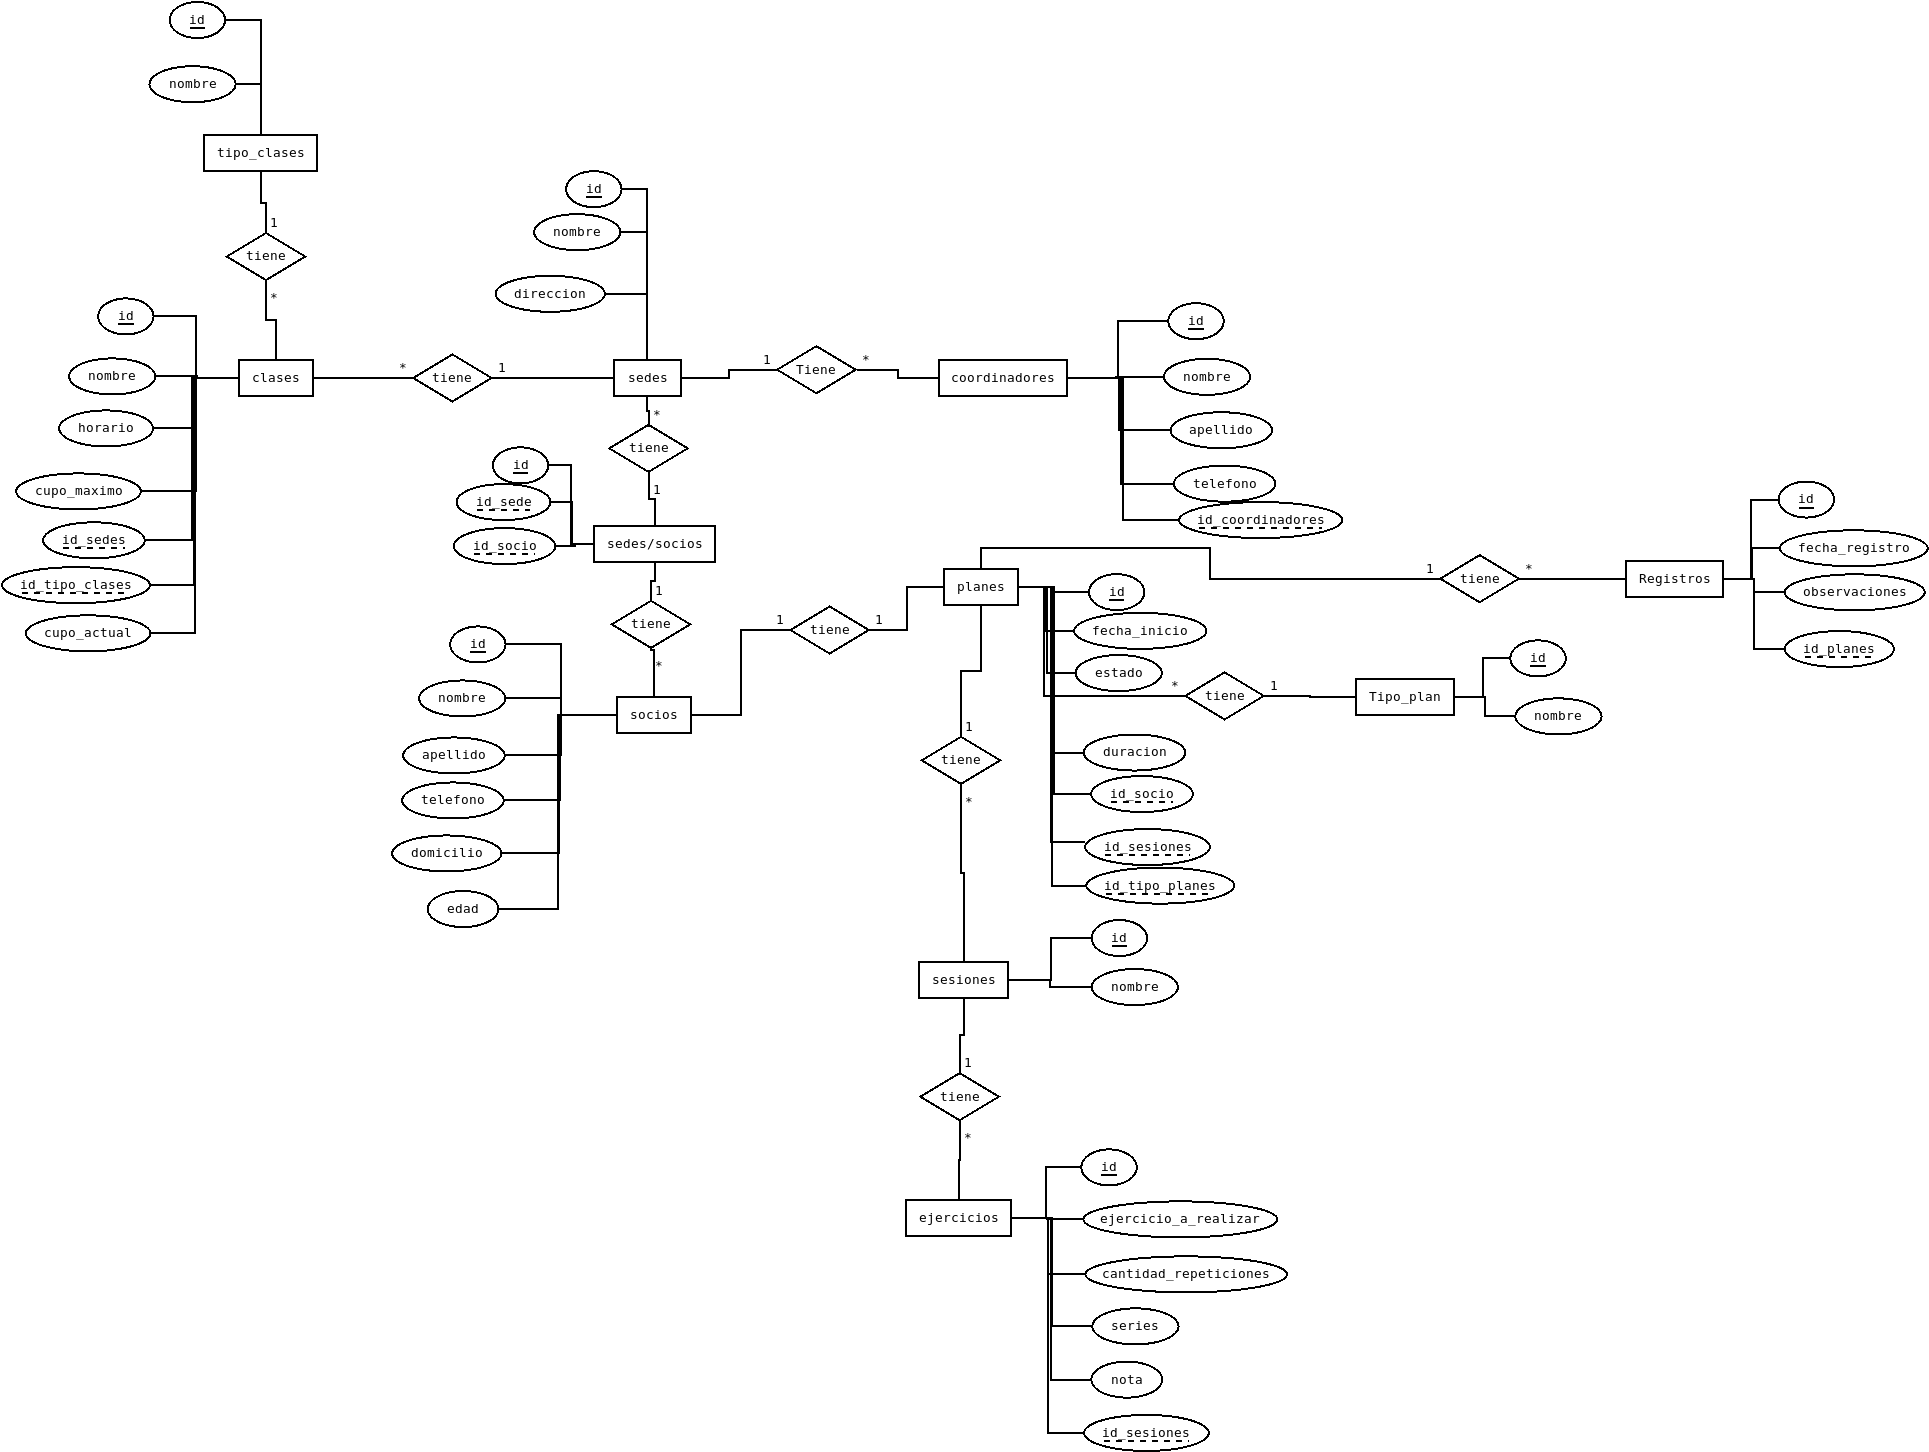 id
nombre
tipo_clases
1
tiene
*
id
nombre
direccion
id
nombre
horario
cupo_maximo
id_sedes
id_tipo_clases
cupo_actual
clases
*
tiene
1
sedes
1
Tiene
*
coordinadores
id
nombre
apellido
telefono
id_coordinadores
*
tiene
1
id
id_sede
id_socio
sedes/socios
1
tiene
*
id
nombre
apellido
telefono
domicilio
edad
socios
1
tiene
1
planes
id
fecha_inicio
estado
duracion
id_socio
id_sesiones
id_tipo_planes
1
tiene
*
Registros
id
fecha_registro
observaciones
id_planes
*
tiene
1
Tipo_plan
id
nombre
1
tiene
*
sesiones
id
nombre
1
tiene
*
ejercicios
id
ejercicio_a_realizar
cantidad_repeticiones
series
nota
id_sesiones